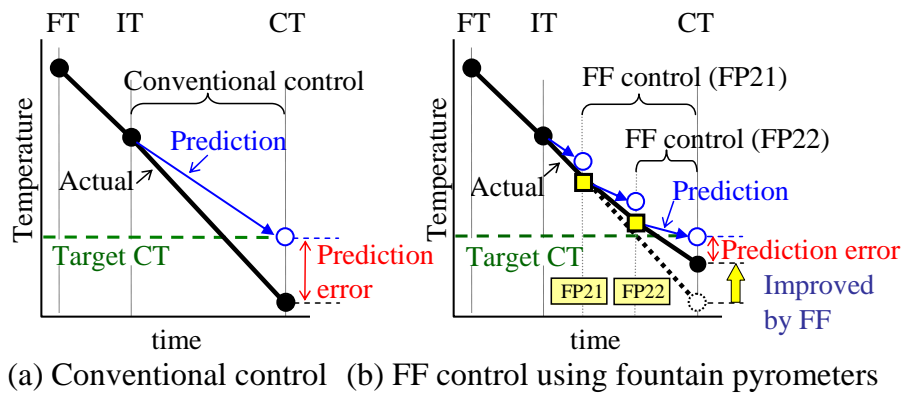 FT IT CT
Conventional control
Prediction
Actual
Temperature
Target CT
Prediction
error
time
(a) Conventional control
FT IT CT
FF control (FP21)
FF control (FP22)
Actual
Prediction
Temperature
Target CT
Prediction error
FP21 FP22
Improved
by FF
time
(b) FF control using fountain pyrometers